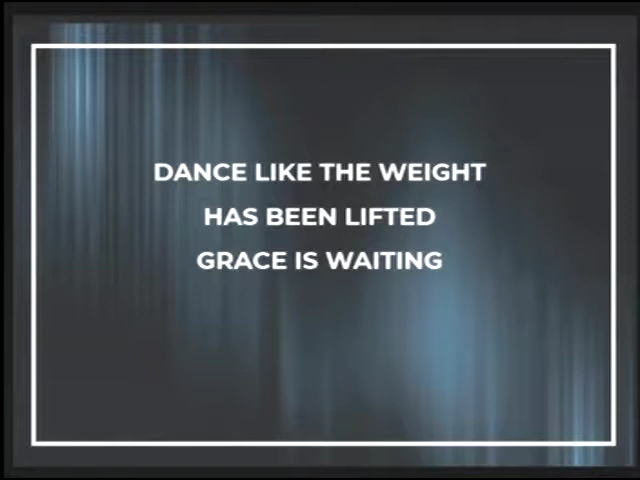 DANCE LIKE THE WEIGHT
HAS BEEN LIFTED
GRACE IS WAITING